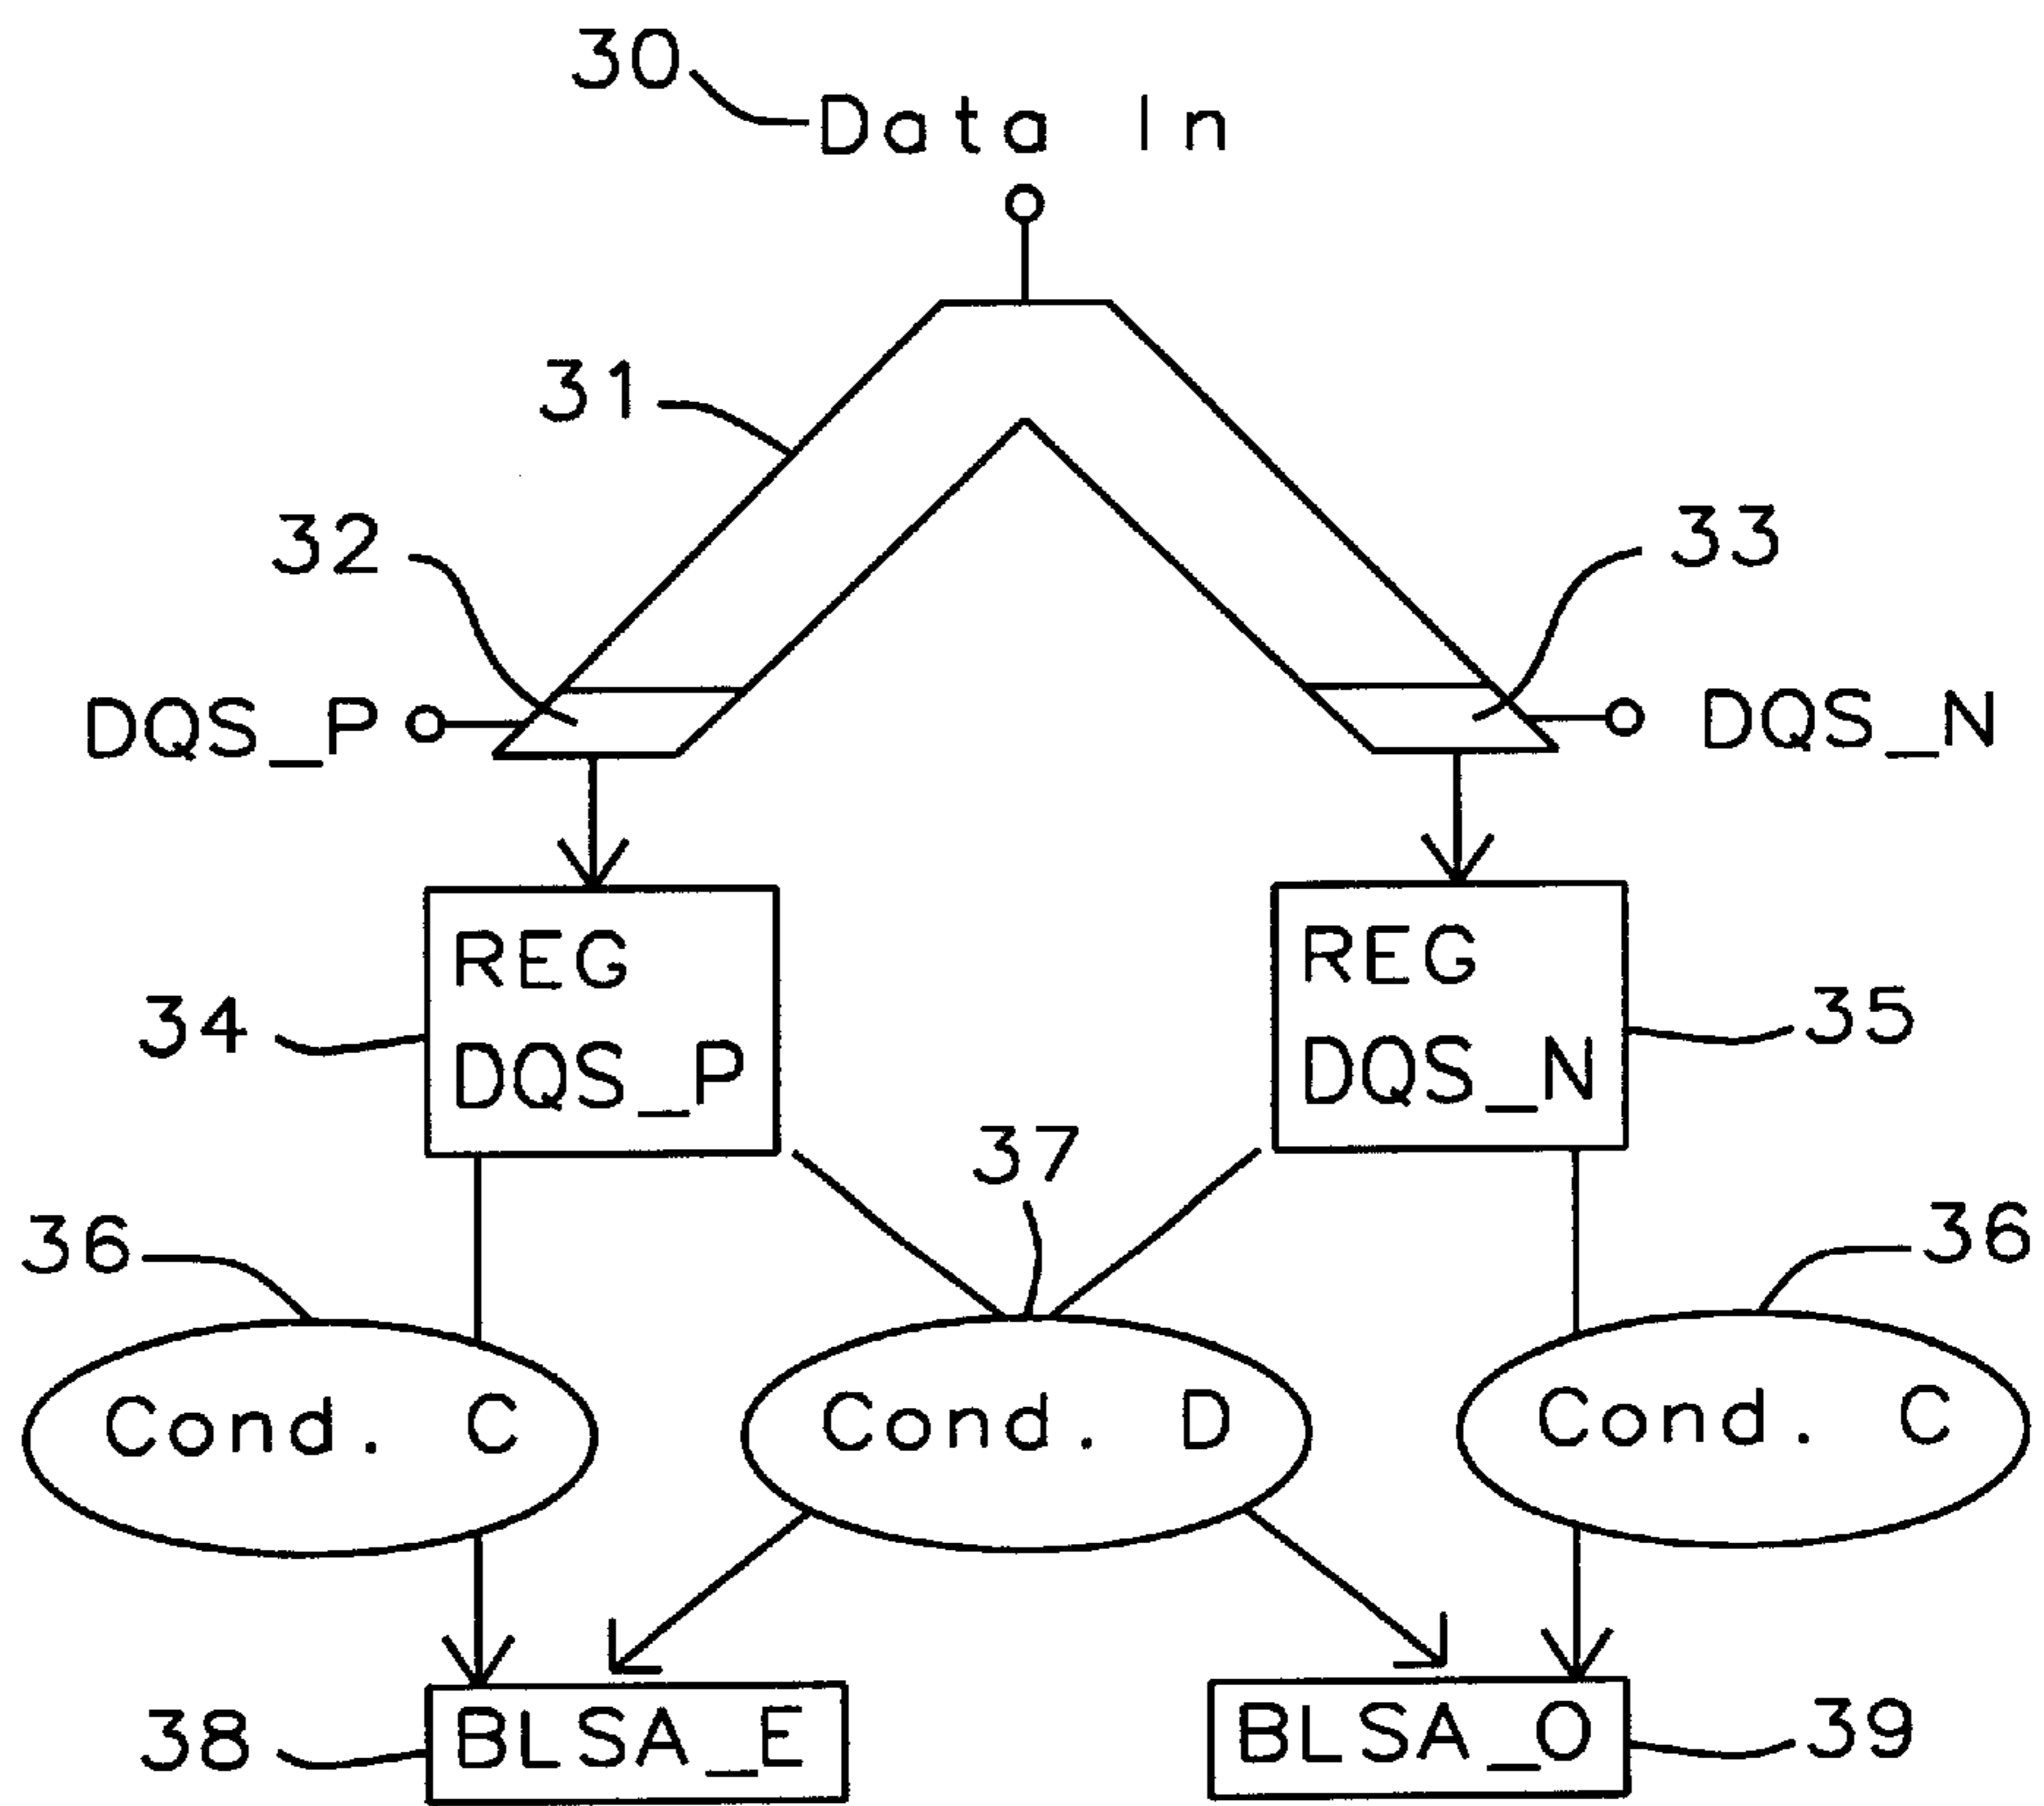 30
Data In
31
32
33
DQS_P
DQS_N
REG
DQS_P
REG
DQS_N
34
35
37
36
36
Cond. C
Cond. D
Cond. C
38
BLSA_E
BLSA_O
39